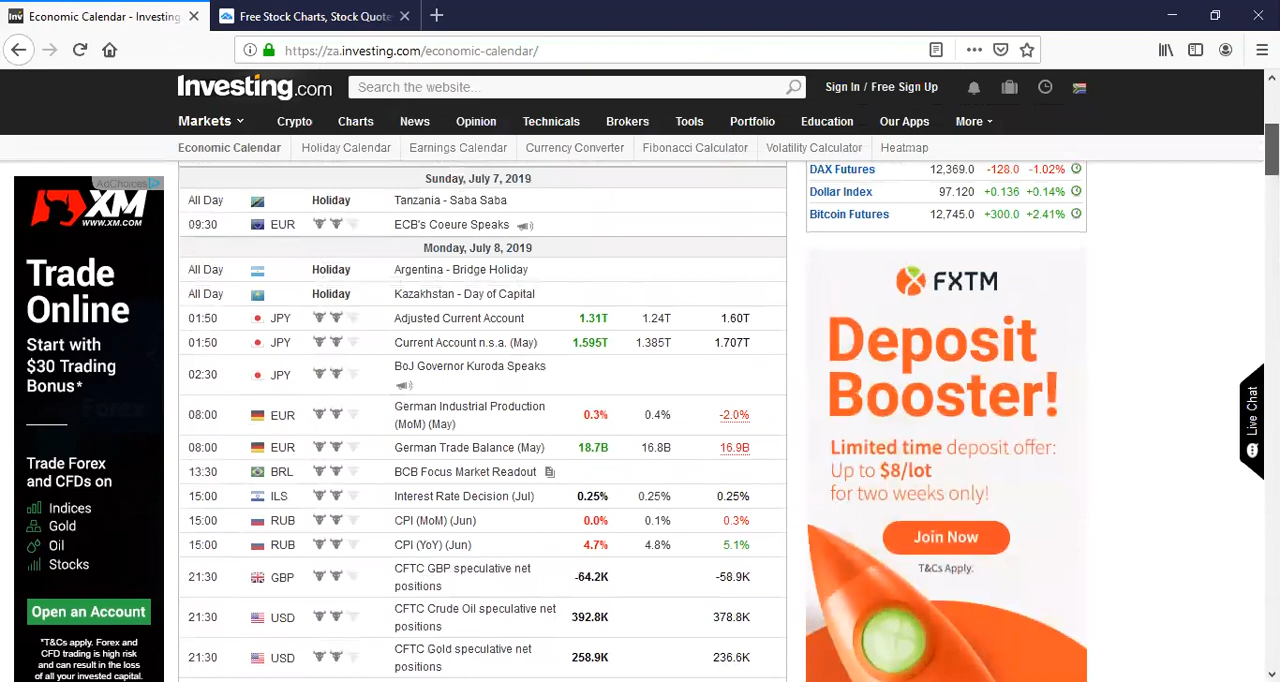 Economic Calendar - Investing
Free Stock Charts, Stock Quote
https://za.investing.com/economic-calendar/
Investing.com
Search the website...
Sign In / Free Sign Up
Markets
Crypto
Charts
News
Opinion
Technicals
Brokers
Tools
Portfolio
Education
Our Apps
More
Economic Calendar
Holiday Calendar
Earnings Calendar
Currency Converter
Fibonacci Calculator
Volatility Calculator
Heatmap
AdChoices
XM
WWW.XM.COM
Trade
Online
Start with
$30 Trading
Bonus*
Forex
Trade Forex
and CFDs on
Indices
Gold
Oil
Stocks
Open an Account
*T&Cs apply. Forex and
CFD trading is high risk
and can result in the loss
of all your invested capital.
Sunday, July 7, 2019
All Day Holiday Tanzania - Saba Saba
09:30 EUR ECB's Coeure Speaks
Monday, July 8, 2019
All Day Holiday Argentina - Bridge Holiday
All Day Holiday Kazakhstan - Day of Capital
01:50 JPY Adjusted Current Account 1.31T 1.24T 1.60T
01:50 JPY Current Account n.s.a. (May) 1.595T 1.385T 1.707T
02:30 JPY BoJ Governor Kuroda Speaks
08:00 EUR German Industrial Production
(MoM) (May) 0.3% 0.4% -2.0%
08:00 EUR German Trade Balance (May) 18.7B 16.8B 16.9B
13:30 BRL BCB Focus Market Readout
15:00 ILS Interest Rate Decision (Jul) 0.25% 0.25% 0.25%
15:00 RUB CPI (MoM) (Jun) 0.0% 0.1% 0.3%
15:00 RUB CPI (YoY) (Jun) 4.7% 4.8% 5.1%
21:30 GBP CFTC GBP speculative net
positions -64.2K -58.9K
21:30 USD CFTC Crude Oil speculative net
positions 392.8K 378.8K
21:30 USD CFTC Gold speculative net
positions 258.9K 236.6K
DAX Futures 12,369.0 -128.0 -1.02%
Dollar Index 97.120 +0.136 +0.14%
Bitcoin Futures 12,745.0 +300.0 +2.41%
FXTM
Deposit
Booster!
Limited time deposit offer:
Up to $8/lot
for two weeks only!
Join Now
T&Cs Apply.
Live Chat